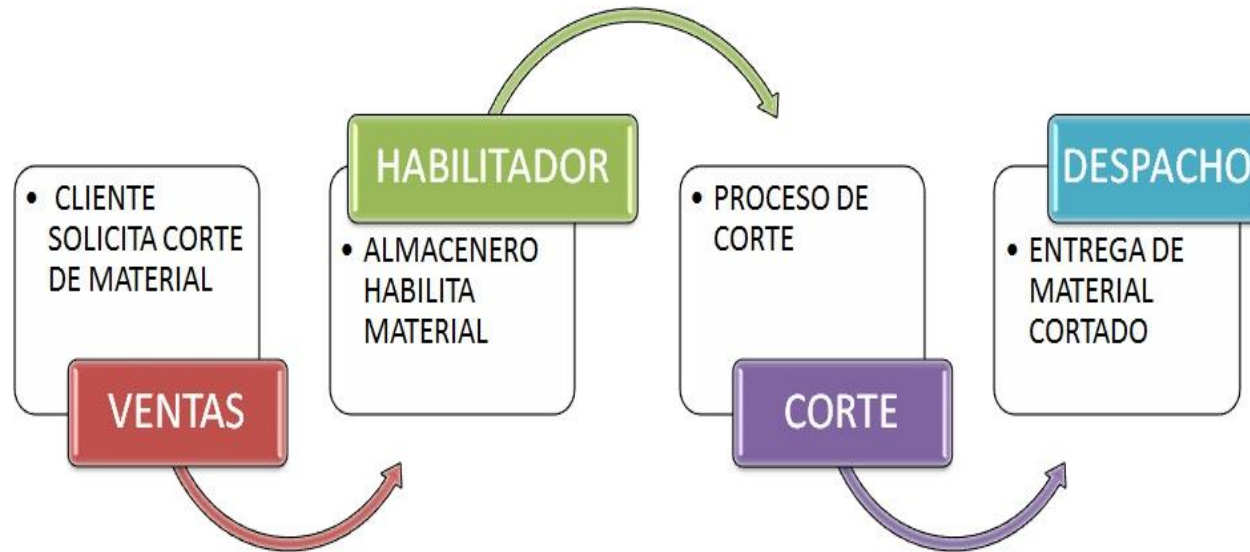 • CLIENTE
SOLICITA CORTE
DE MATERIAL
VENTAS
HABILITADOR
• ALMACENERO
HABILITA
MATERIAL
• PROCESO DE
CORTE
CORTE
DESPACHO
• ENTREGA DE
MATERIAL
CORTADO